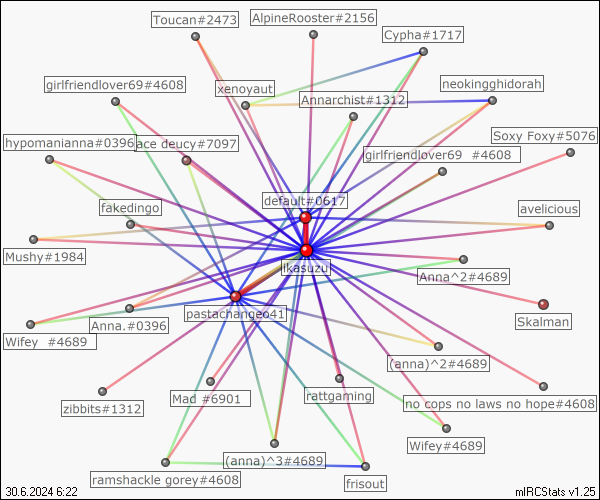 Toucan#2473
AlpineRooster#2156
Cypha#1717
girlfriendlover69#4608
xenoyaut
neokingghidorah
Annarchist#1312
hypomanianna#0396
ace deucy#7097
Soxy Foxy#5076
girlfriendlover69 #4608
default#0617
fakedingo
avelicious
Mushy#1984
ikasuzu
Anna^2#4689
Skalman
pastachangeo41
Anna.#0396
Wifey #4689
(anna)^2#4689
zibbits#1312
Mad #6901
rattgaming
no cops no laws no hope#4608
Wifey#4689
(anna)^3#4689
ramshackle gorey#4608
frisout
30.6.2024 6:22
mIRCStats v1.25